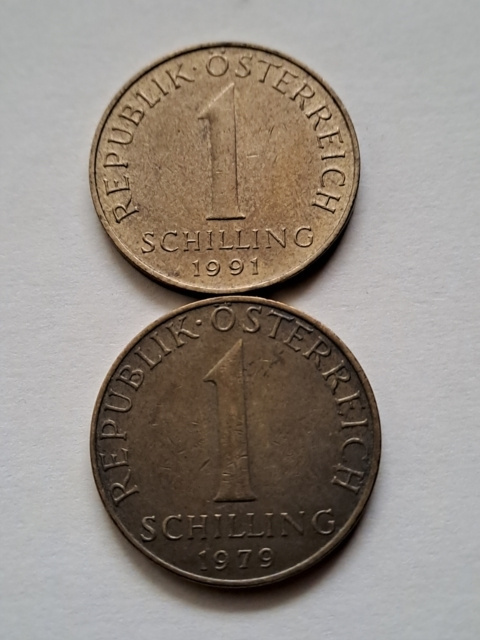 REPUBLIK · ÖSTERREICH
1
SCHILLING
1991
REPUBLIK · ÖSTERREICH
1
SCHILLING
1979